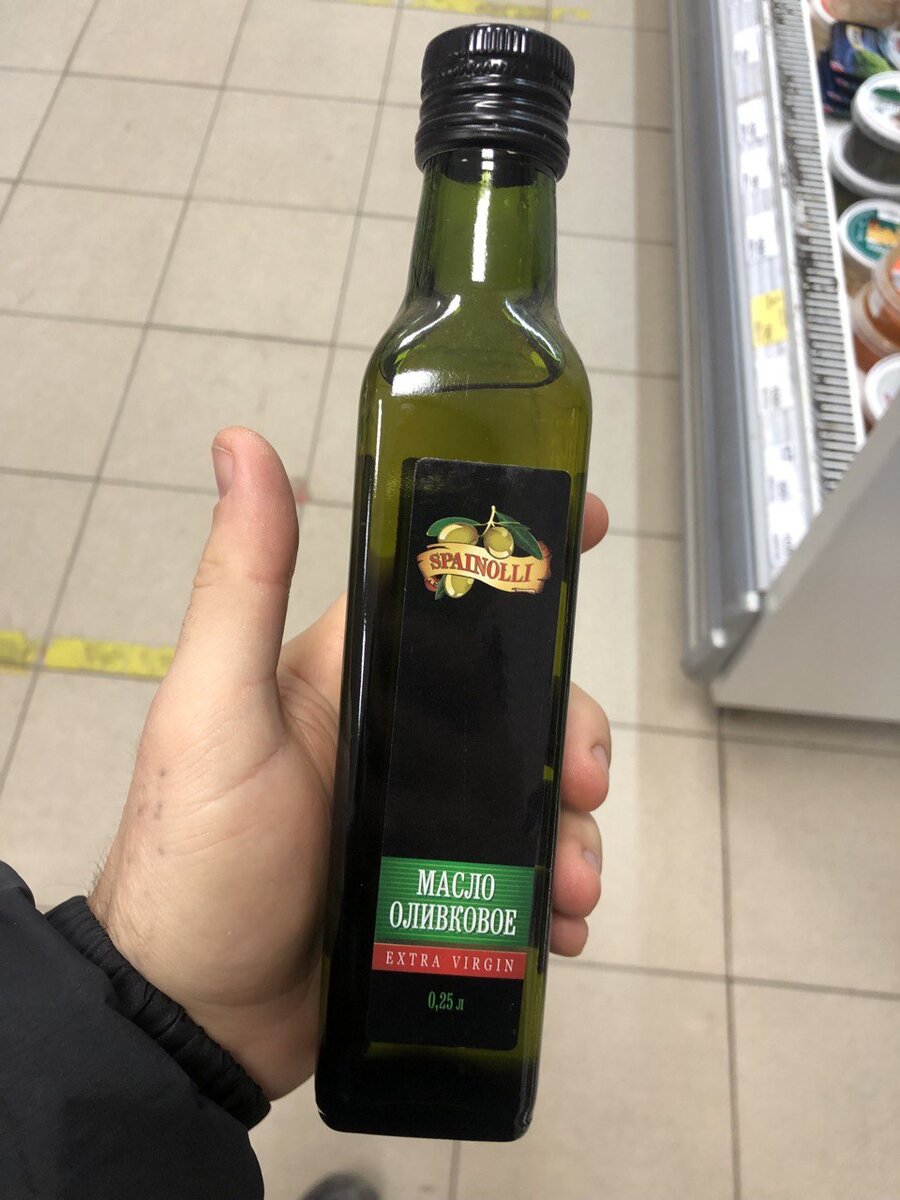 SPAINOLLI
МАСЛО
ОЛИВКОВОЕ
EXTRA VIRGIN
0,25 л